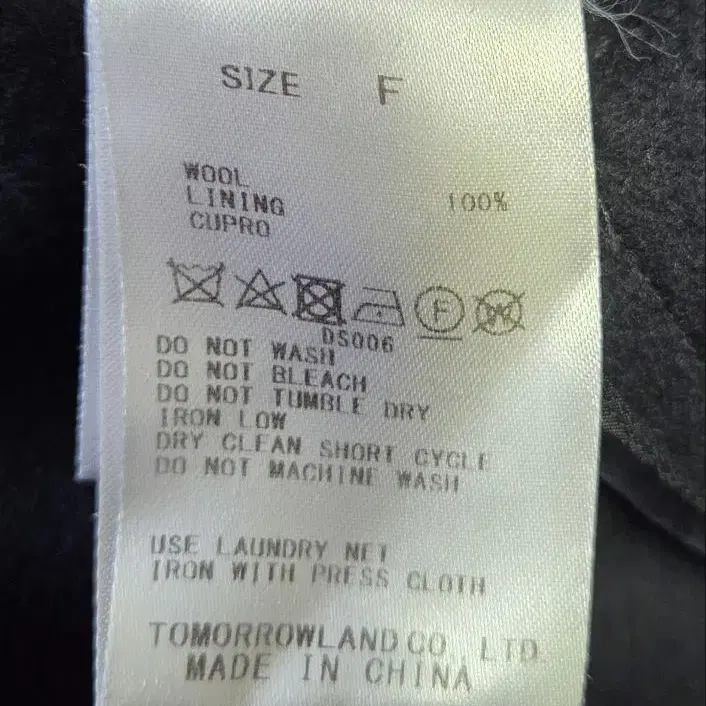 SIZE F
WOOL
LINING 100%
CUPRO
F W
DS006
DO NOT WASH
DO NOT BLEACH
DO NOT TUMBLE DRY
IRON LOW
DRY CLEAN SHORT CYCLE
DO NOT MACHINE WASH
USE LAUNDRY NET
IRON WITH PRESS CLOTH
TOMORROWLAND CO., LTD.
MADE IN CHINA